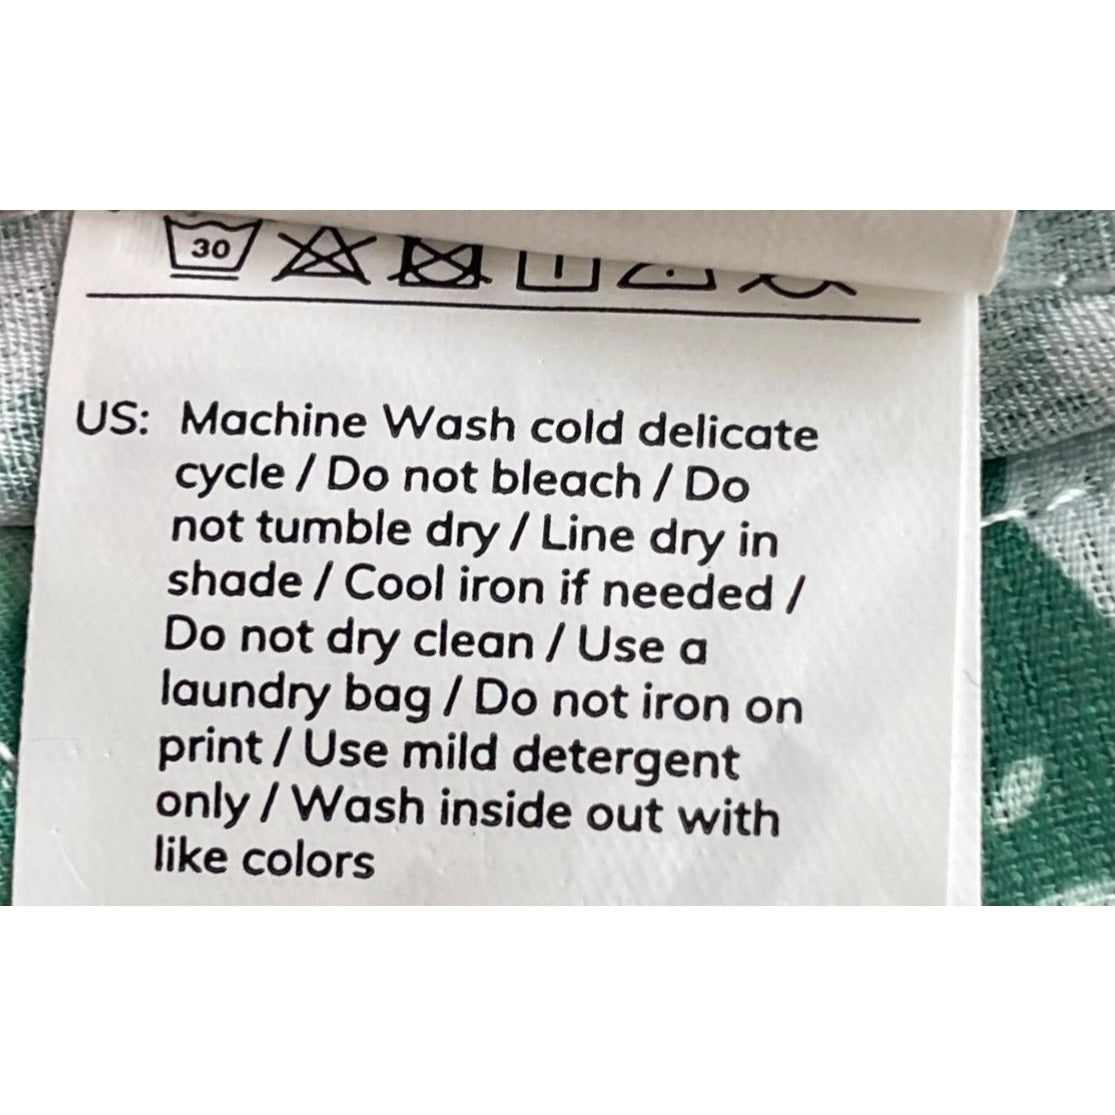 30
US: Machine Wash cold delicate
cycle / Do not bleach / Do
not tumble dry / Line dry in
shade / Cool iron if needed /
Do not dry clean / Use a
laundry bag / Do not iron on
print / Use mild detergent
only / Wash inside out with
like colors